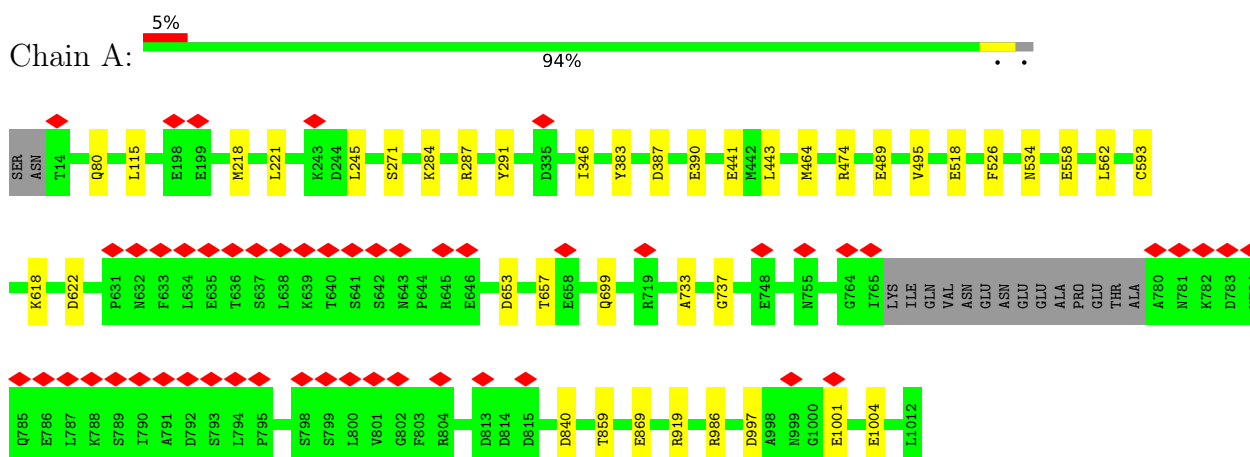 5%
Chain A:
94%
• •
SER ASN T14 Q80 L115 E198 E199 M218 L221 K243 D244 L245 S271 K284 R287 Y291 D335 I346 Y383 D387 E390 E441 M442 L443 M464 R474 E489 V495 E518 F526 N534 E558 L562 C593
K618 D622 P631 N632 F633 L634 E635 T636 S637 L638 K639 T640 S641 S642 N643 P644 R645 E646 D653 T657 E658 Q699 R719 A733 G737 E748 N755 G764 I765 LYS ILE GLN VAL ASN GLU ASN GLU GLU ALA PRO GLU THR ALA A780 N781 K782 D783
Q785 E786 L787 K788 S789 I790 A791 D792 S793 L794 P795 S798 S799 L800 V801 G802 F803 R804 D813 D814 D815 D840 T859 E869 R919 R986 D997 A998 N999 G1000 E1001 E1004 L1012